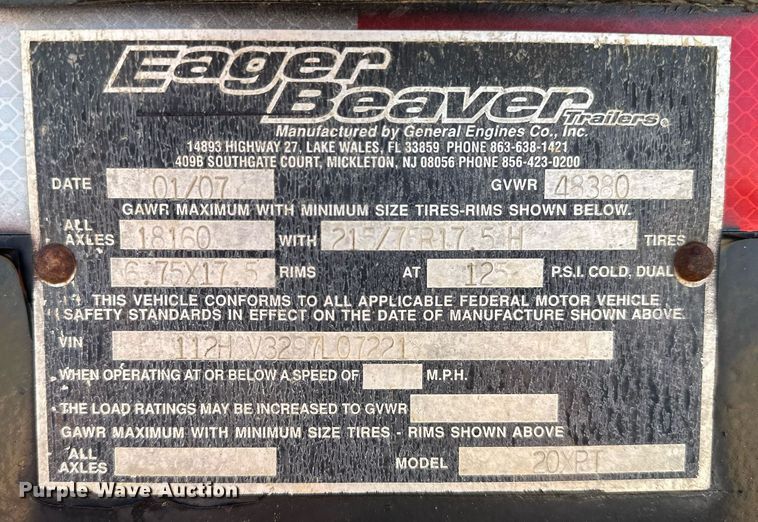 Eager
Beaver Trailers®
Manufactured by General Engines Co., Inc.
14893 HIGHWAY 27, LAKE WALES, FL 33859 PHONE 863-638-1421
409B SOUTHGATE COURT, MICKLETON, NJ 08056 PHONE 856-423-0200
DATE 01/07 GVWR 48380
GAWR MAXIMUM WITH MINIMUM SIZE TIRES-RIMS SHOWN BELOW.
ALL AXLES 18160 WITH 215/75R17.5 H TIRES
6.75X17.5 RIMS AT 125 P.S.I. COLD, DUAL
THIS VEHICLE CONFORMS TO ALL APPLICABLE FEDERAL MOTOR VEHICLE
SAFETY STANDARDS IN EFFECT ON THE DATE OF MANUFACTURE SHOWN ABOVE.
VIN
WHEN OPERATING AT OR BELOW A SPEED OF M.P.H.
THE LOAD RATINGS MAY BE INCREASED TO GVWR
GAWR MAXIMUM WITH MINIMUM SIZE TIRES - RIMS SHOWN ABOVE
ALL AXLES MODEL 20XPT
Purple Wave Auction